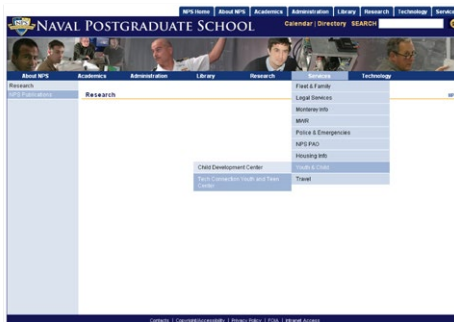 NPS Home About NPS Academics Administration Library Research Technology Service
NAVAL POSTGRADUATE SCHOOL
Calendar | Directory SEARCH
About NPS Academics Administration Library Research Services Technology
Research
NPS Publications
Research
Fleet & Family
Legal Services
Monterey Info
MWR
Police & Emergencies
NPS PAO
Housing Info
Youth & Child
Travel
Child Development Center
Tech Connection Youth and Teen
Center
Contacts | Copyright/Accessibility | Privacy Policy | FOIA | Intranet Access